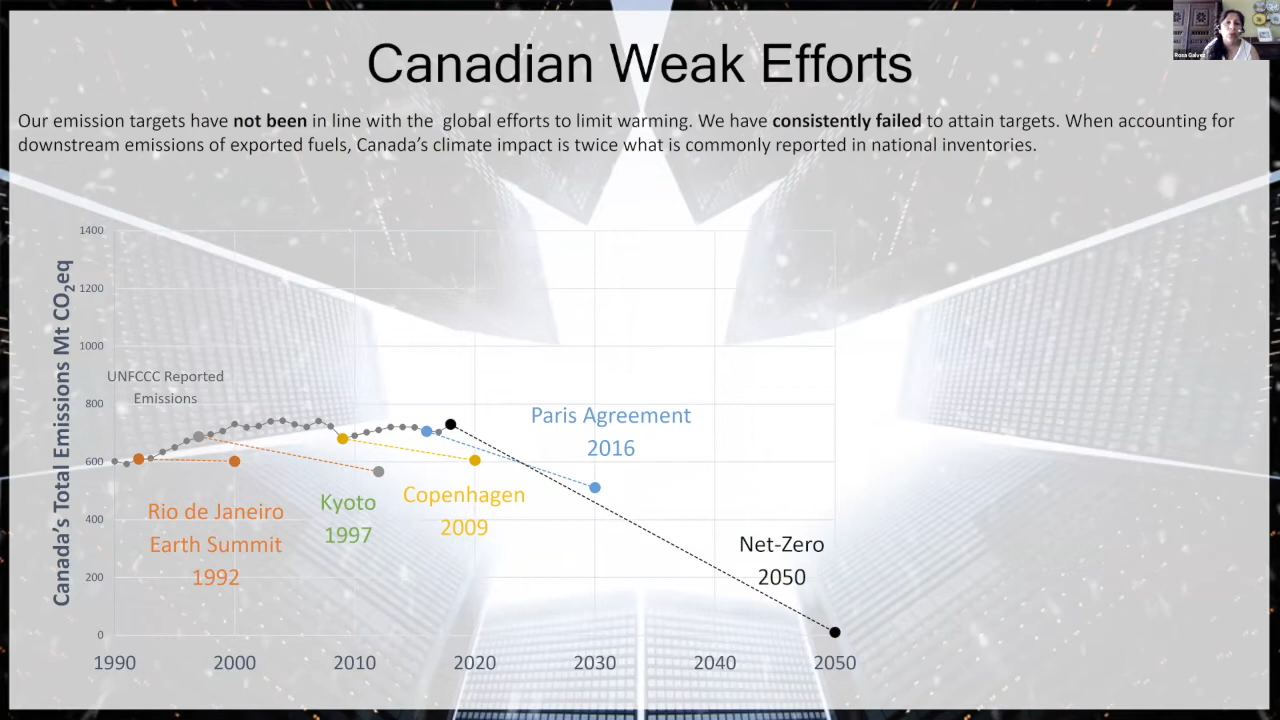 Canadian Weak Efforts
Rosa Galvez
Our emission targets have not been in line with the global efforts to limit warming. We have consistently failed to attain targets. When accounting for
downstream emissions of exported fuels, Canada's climate impact is twice what is commonly reported in national inventories.
Canada's Total Emissions Mt CO₂eq
1400
1200
1000
800
600
400
200
0
UNFCCC Reported
Emissions
Rio de Janeiro
Earth Summit
1992
Kyoto
1997
Copenhagen
2009
Paris Agreement
2016
Net-Zero
2050
1990 2000 2010 2020 2030 2040 2050